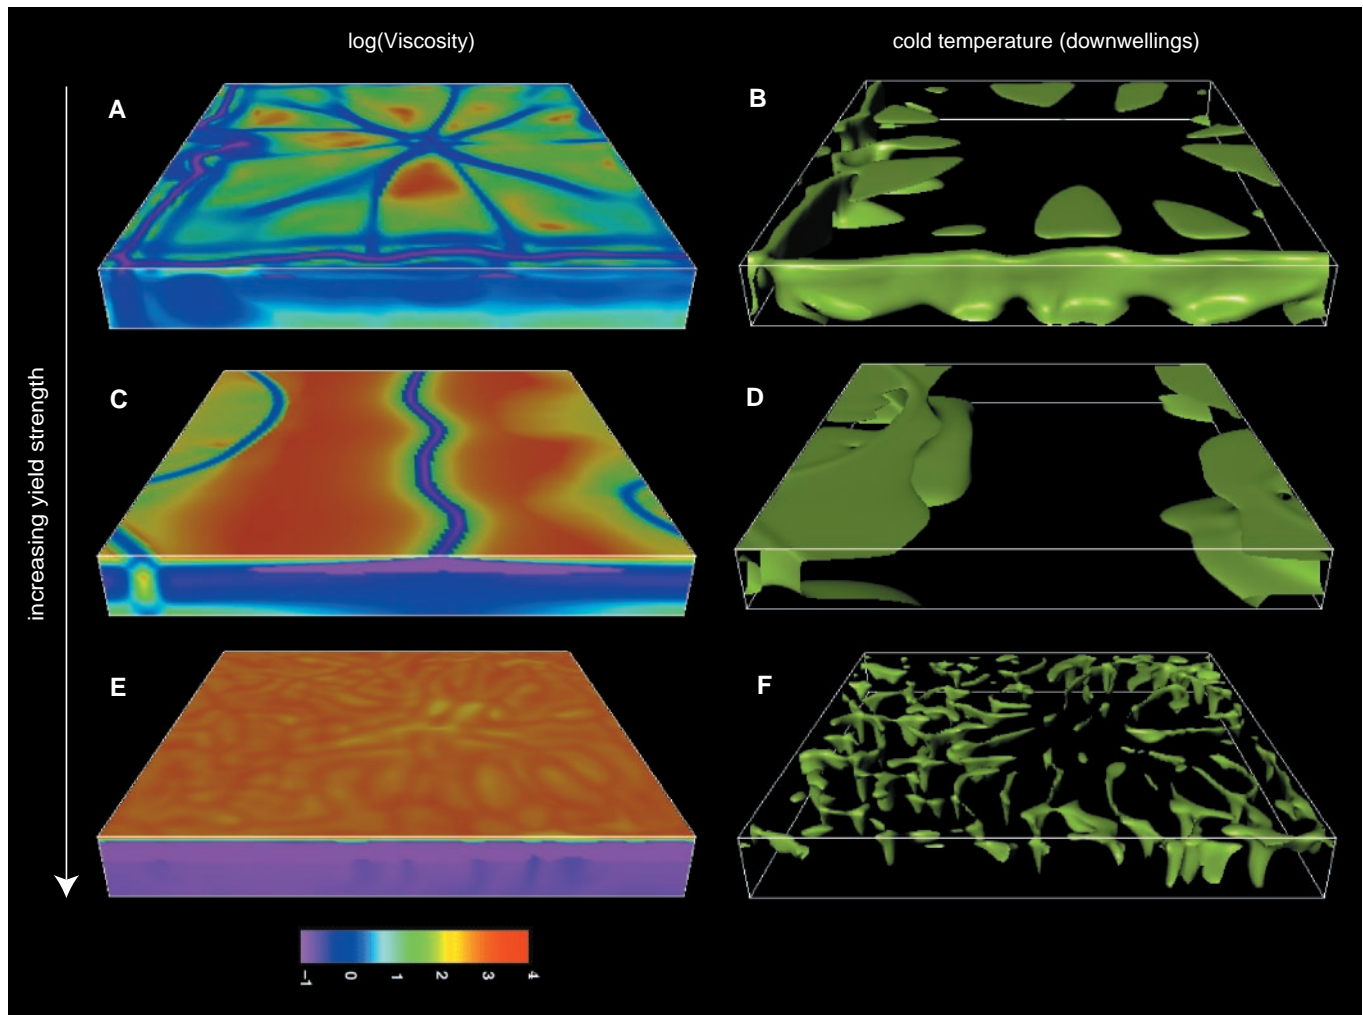 log(Viscosity)
cold temperature (downwellings)
A
B
increasing yield strength
C
D
E
F
-1 0 1 2 3 4